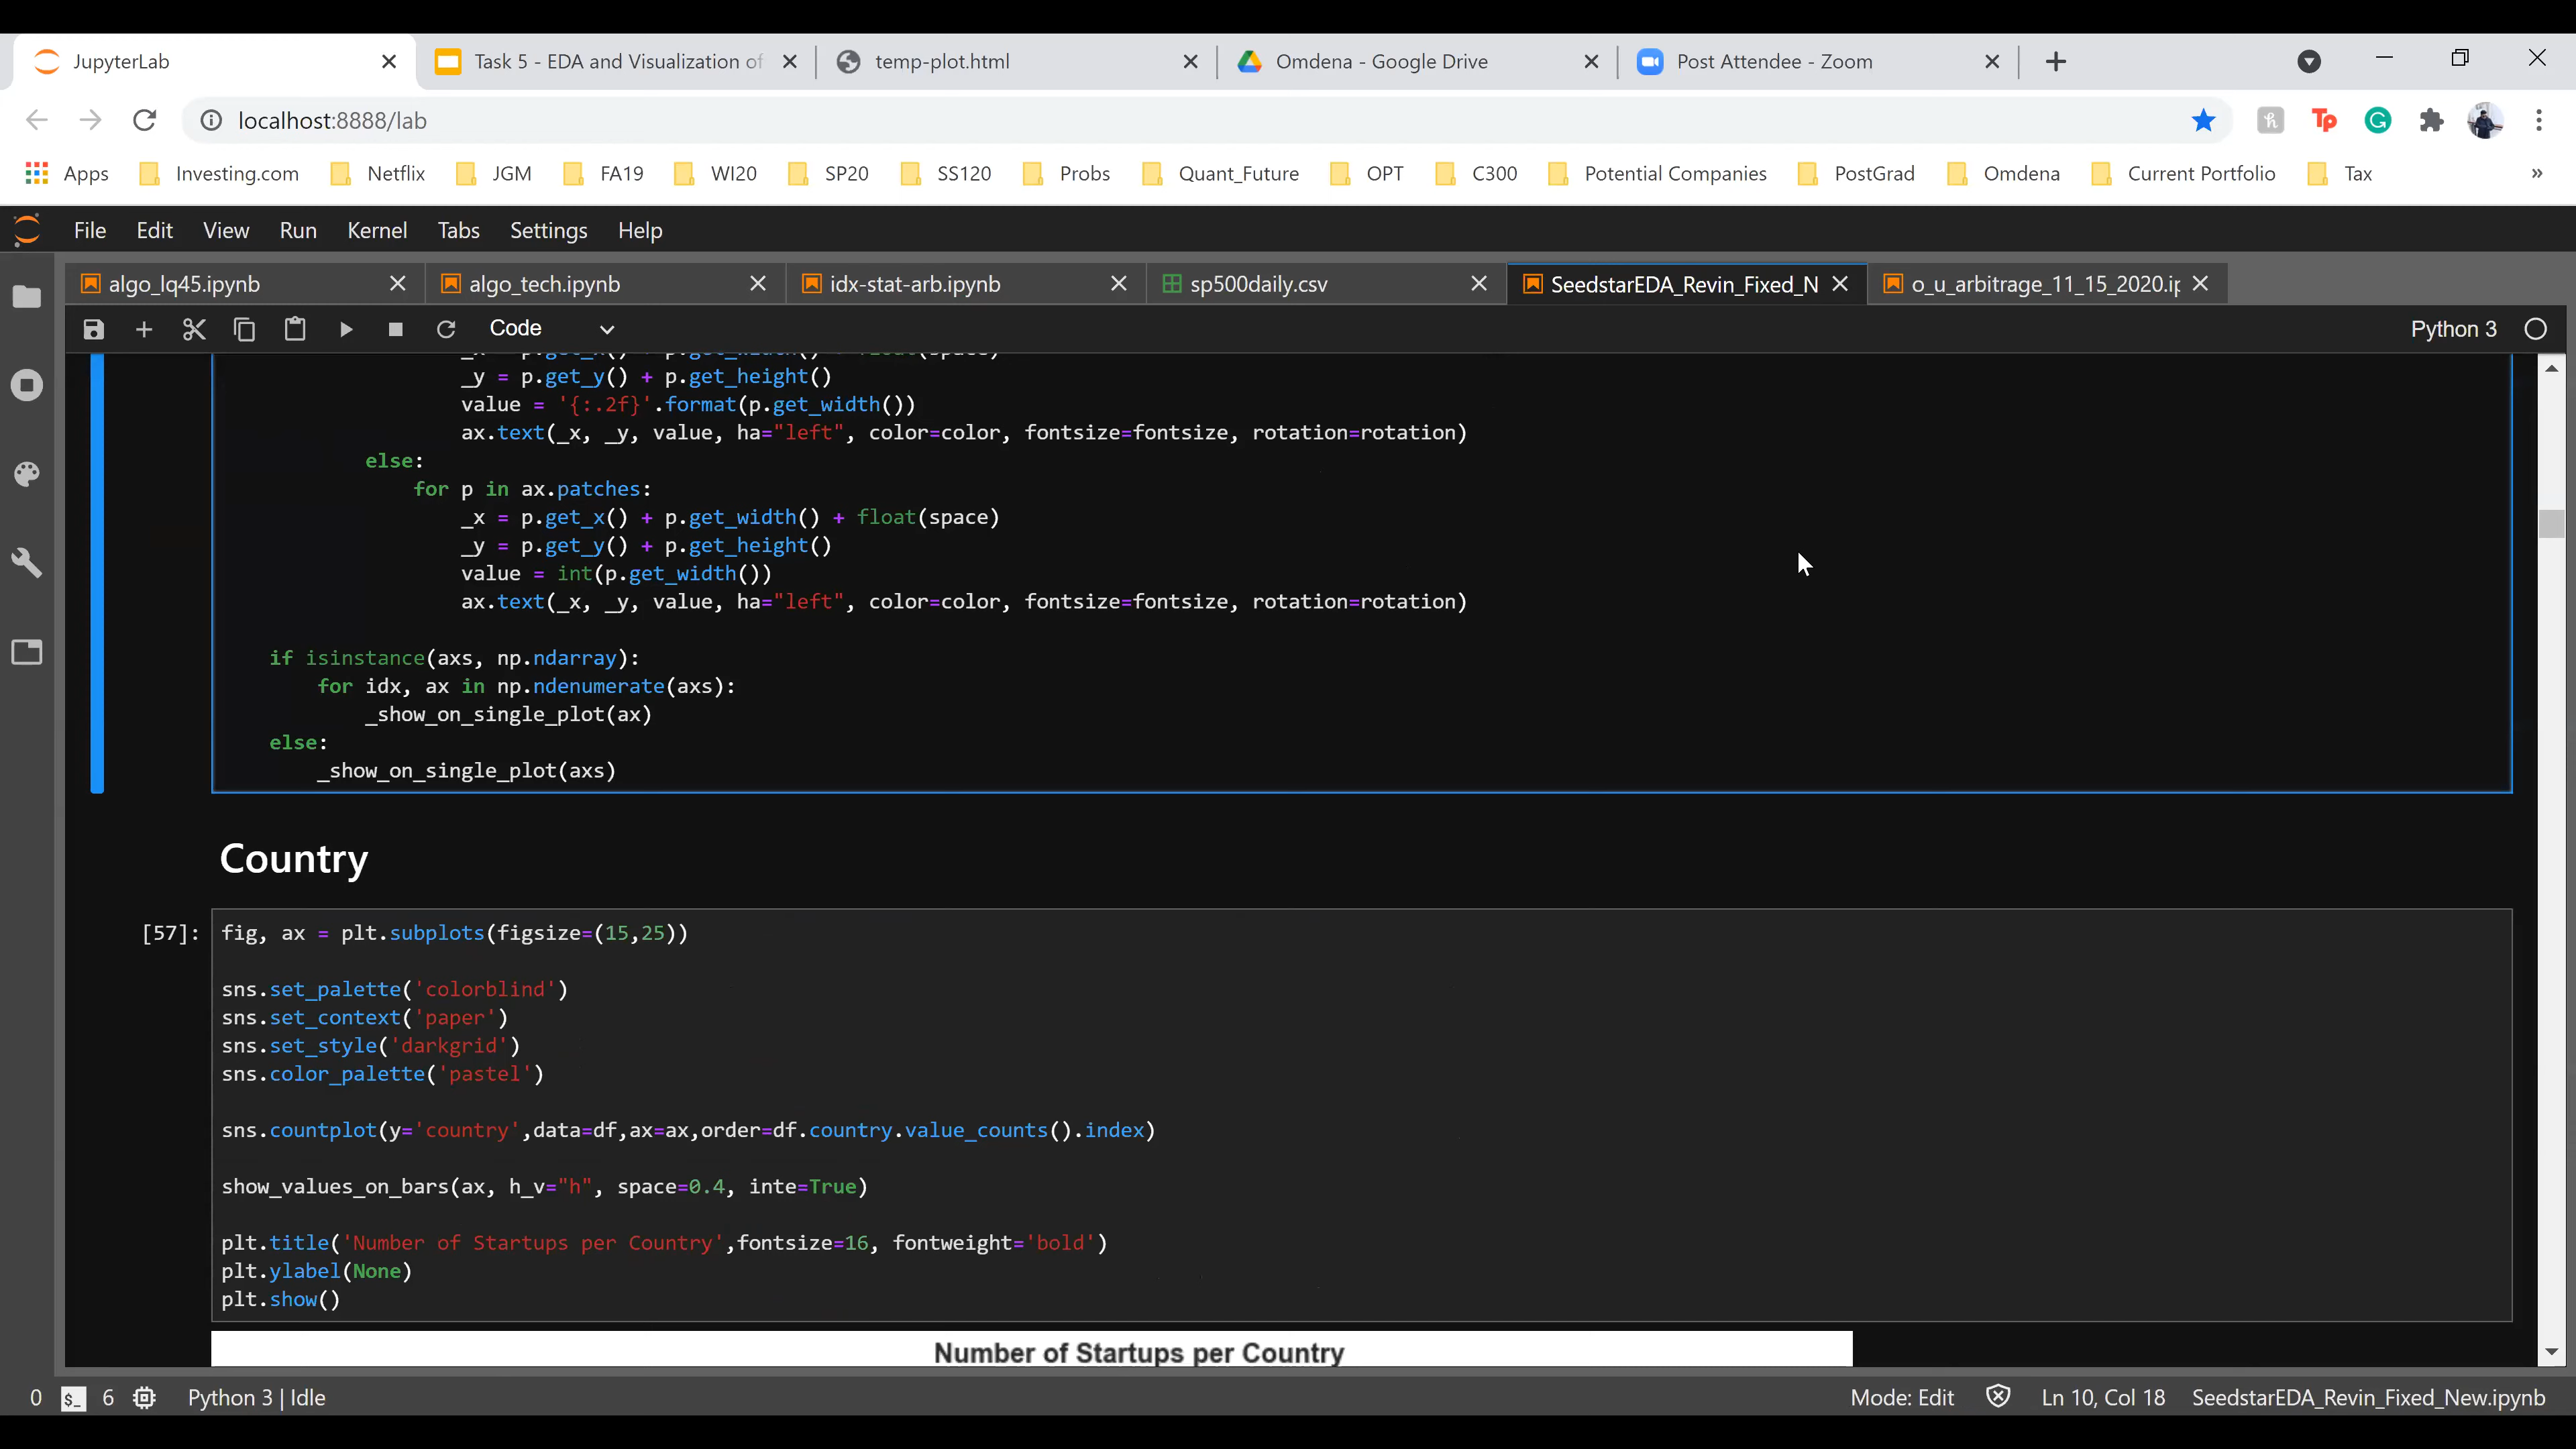 JupyterLab
Task 5 - EDA and Visualization of
temp-plot.html
Omdena - Google Drive
Post Attendee - Zoom
localhost:8888/lab
Apps
Investing.com
Netflix
JGM
FA19
WI20
SP20
SS120
Probs
Quant_Future
OPT
C300
Potential Companies
PostGrad
Omdena
Current Portfolio
Tax
»
File Edit View Run Kernel Tabs Settings Help
algo_lq45.ipynb
algo_tech.ipynb
idx-stat-arb.ipynb
sp500daily.csv
SeedstarEDA_Revin_Fixed_N
o_u_arbitrage_11_15_2020.ip
Code
Python 3
_x = p.get_x() + p.get_width() + float(space)
_y = p.get_y() + p.get_height()
value = '{:.2f}'.format(p.get_width())
ax.text(_x, _y, value, ha="left", color=color, fontsize=fontsize, rotation=rotation)
else:
for p in ax.patches:
_x = p.get_x() + p.get_width() + float(space)
_y = p.get_y() + p.get_height()
value = int(p.get_width())
ax.text(_x, _y, value, ha="left", color=color, fontsize=fontsize, rotation=rotation)
if isinstance(axs, np.ndarray):
for idx, ax in np.ndenumerate(axs):
_show_on_single_plot(ax)
else:
_show_on_single_plot(axs)
Country
[57]: fig, ax = plt.subplots(figsize=(15,25))
sns.set_palette('colorblind')
sns.set_context('paper')
sns.set_style('darkgrid')
sns.color_palette('pastel')
sns.countplot(y='country',data=df,ax=ax,order=df.country.value_counts().index)
show_values_on_bars(ax, h_v="h", space=0.4, inte=True)
plt.title('Number of Startups per Country',fontsize=16, fontweight='bold')
plt.ylabel(None)
plt.show()
Number of Startups per Country
0 $_ 6 Python 3 | Idle
Mode: Edit
Ln 10, Col 18
SeedstarEDA_Revin_Fixed_New.ipynb